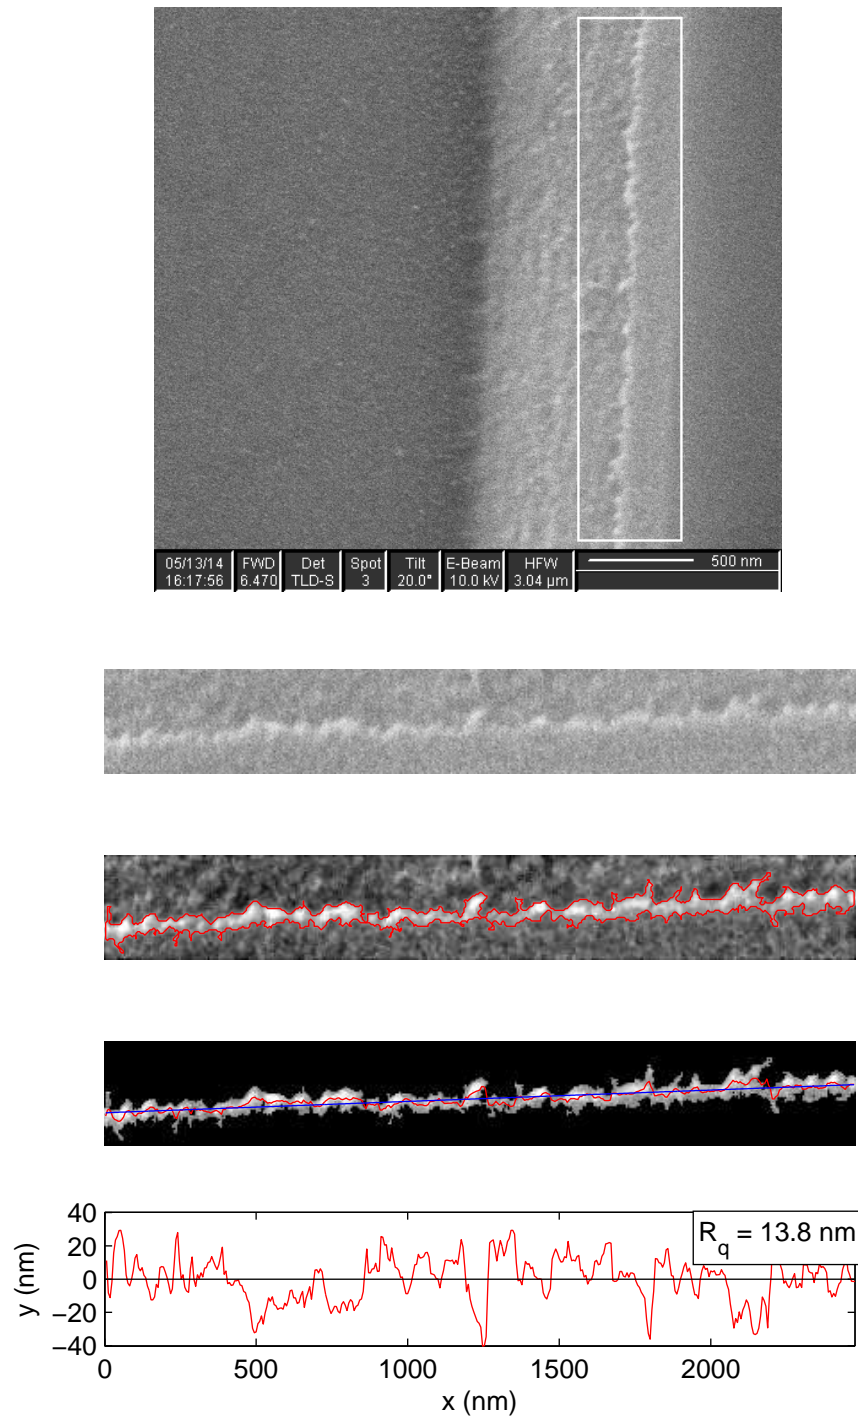 05/13/14 FWD Det Spot Tilt E-Beam HFW 500 nm
16:17:56 6.470 TLD-S 3 20.0° 10.0 kV 3.04 µm
40
20
0
−20
−40
y (nm)
R_q = 13.8 nm
0 500 1000 1500 2000
x (nm)